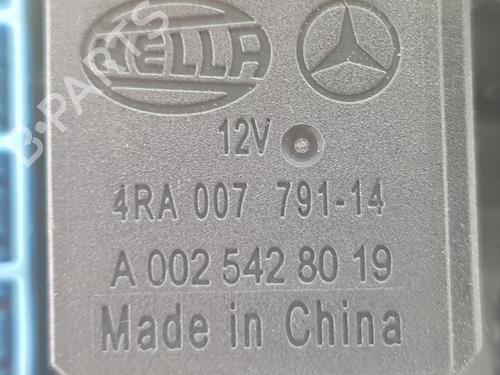 HELLA
12V
4RA 007 791-14
A 002 542 80 19
Made in China
B-PARTS